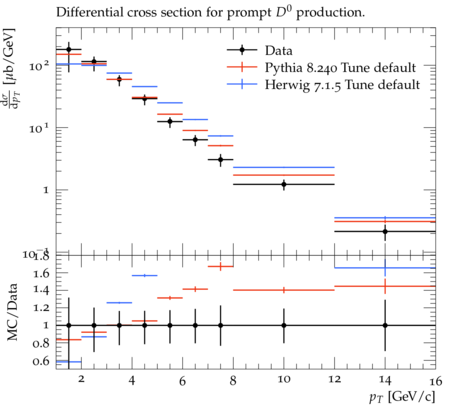 Differential cross section for prompt D⁰ production.
dσ/dp_T [μb/GeV]
Data
Pythia 8.240 Tune default
Herwig 7.1.5 Tune default
10²
10¹
1
10⁻¹
MC/Data
1.8
1.6
1.4
1.2
1
0.8
0.6
2 4 6 8 10 12 14 16
p_T [GeV/c]